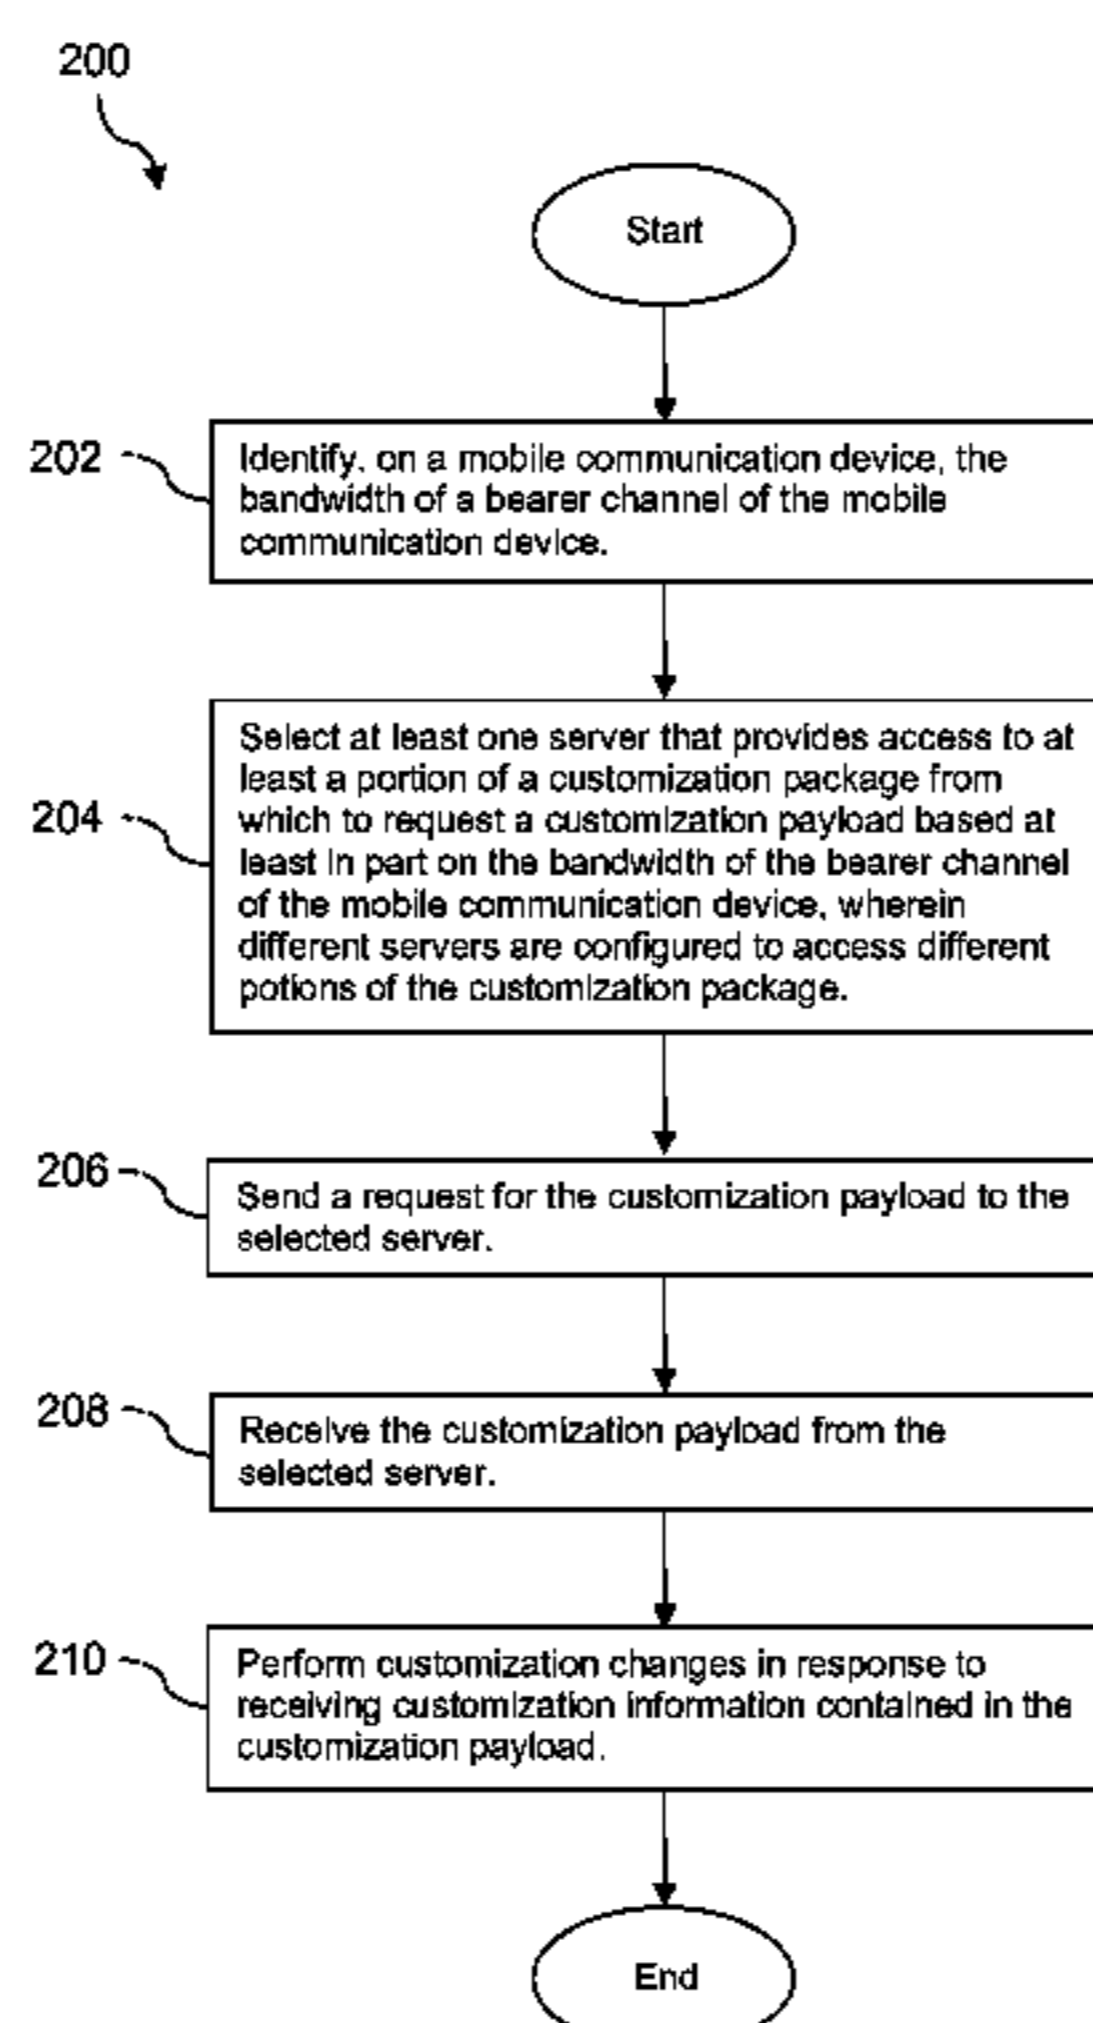 200
Start
202
Identify, on a mobile communication device, the
bandwidth of a bearer channel of the mobile
communication device.
204
Select at least one server that provides access to at
least a portion of a customization package from
which to request a customization payload based at
least in part on the bandwidth of the bearer channel
of the mobile communication device, wherein
different servers are configured to access different
potions of the customization package.
206
Send a request for the customization payload to the
selected server.
208
Receive the customization payload from the
selected server.
210
Perform customization changes in response to
receiving customization information contained in the
customization payload.
End